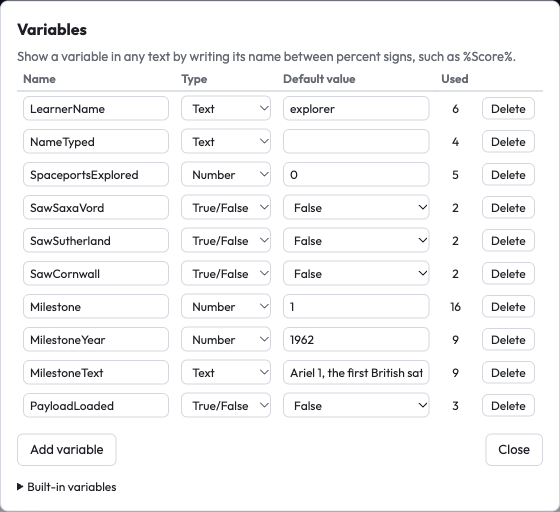 Variables
Show a variable in any text by writing its name between percent signs, such as %Score%.
Name Type Default value Used
LearnerName Text explorer 6 Delete
NameTyped Text 4 Delete
SpaceportsExplored Number 0 5 Delete
SawSaxaVord True/False False 2 Delete
SawSutherland True/False False 2 Delete
SawCornwall True/False False 2 Delete
Milestone Number 1 16 Delete
MilestoneYear Number 1962 9 Delete
MilestoneText Text Ariel 1, the first British sat 9 Delete
PayloadLoaded True/False False 3 Delete
Add variable Close
Built-in variables